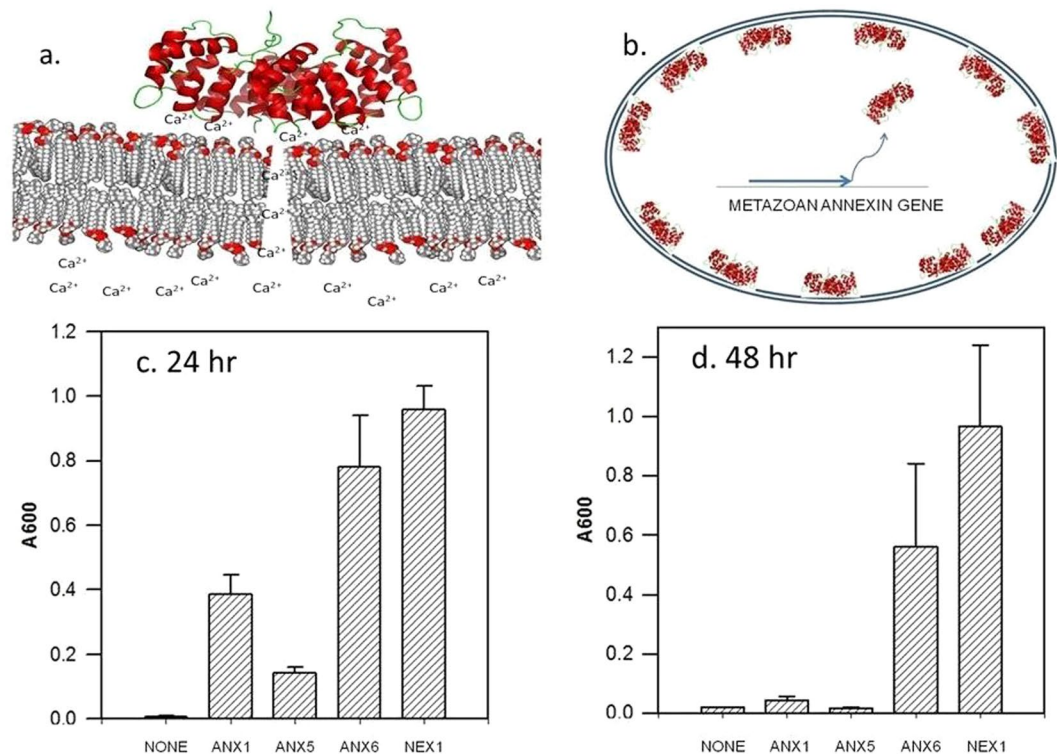 a.
Ca²⁺ Ca²⁺ Ca²⁺ Ca²⁺
Ca²⁺
Ca²⁺
Ca²⁺
Ca²⁺
Ca²⁺ Ca²⁺ Ca²⁺ Ca²⁺ Ca²⁺ Ca²⁺ Ca²⁺ Ca²⁺
b.
METAZOAN ANNEXIN GENE
c. 24 hr
A600
1.2
1.0
0.8
0.6
0.4
0.2
0.0
NONE ANX1 ANX5 ANX6 NEX1
d. 48 hr
A600
1.2
1.0
0.8
0.6
0.4
0.2
0.0
NONE ANX1 ANX5 ANX6 NEX1